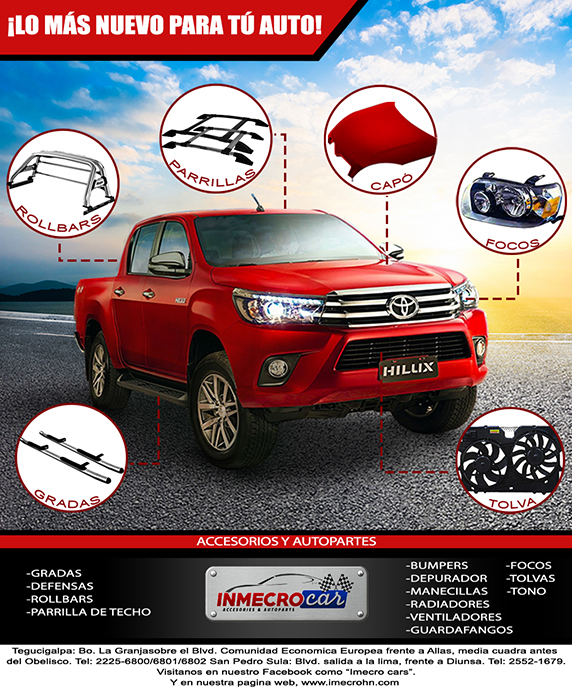 ¡LO MÁS NUEVO PARA TÚ AUTO!
PARRILLAS
CAPÓ
ROLLBARS
FOCOS
TOYOTA
HILLIX
GRADAS
TOLVA
ACCESORIOS Y AUTOPARTES
-GRADAS
-DEFENSAS
-ROLLBARS
-PARRILLA DE TECHO
INMECROcar
ACCESORIES & AUTOPARTS
-BUMPERS
-DEPURADOR
-MANECILLAS
-RADIADORES
-VENTILADORES
-GUARDAFANGOS
-FOCOS
-TOLVAS
-TONO
Tegucigalpa: Bo. La Granjasobre el Blvd. Comunidad Economica Europea frente a Allas, media cuadra antes
del Obelisco. Tel: 2225-6800/6801/6802 San Pedro Sula: Blvd. salida a la lima, frente a Diunsa. Tel: 2552-1679.
Visitanos en nuestro Facebook como “Imecro cars”.
Y en nuestra pagina web, www.imecrohn.com